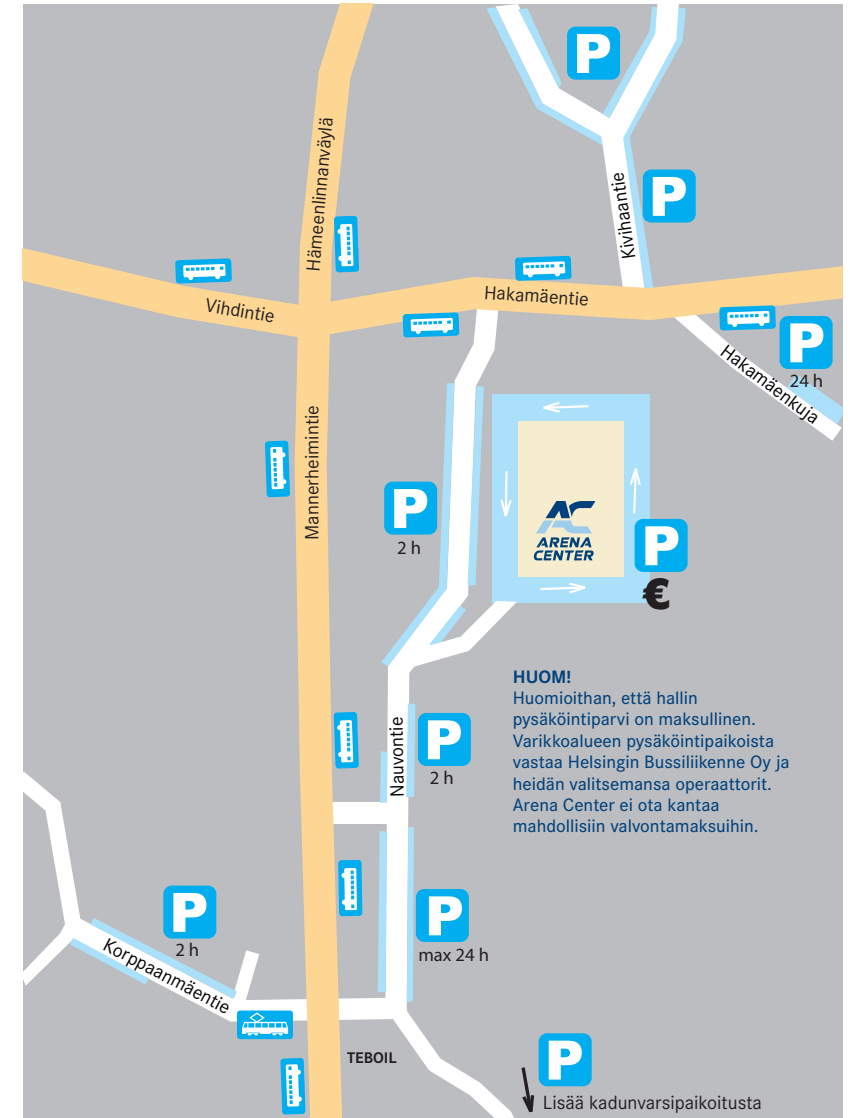 P
Hämeenlinnanväylä
Kivihaantie
P
Vihdintie
Hakamäentie
P
24 h
Hakamäenkuja
Mannerheimintie
P
2 h
AC
ARENA
CENTER
P
€
HUOM!
Huomioithan, että hallin
pysäköintiparvi on maksullinen.
Varikkoalueen pysäköintipaikoista
vastaa Helsingin Bussiliikenne Oy ja
heidän valitsemansa operaattorit.
Arena Center ei ota kantaa
mahdollisiin valvontamaksuihin.
Nauvontie
P
2 h
P
2 h
P
max 24 h
Korppaanmäentie
TEBOIL
P
Lisää kadunvarsipaikoitusta